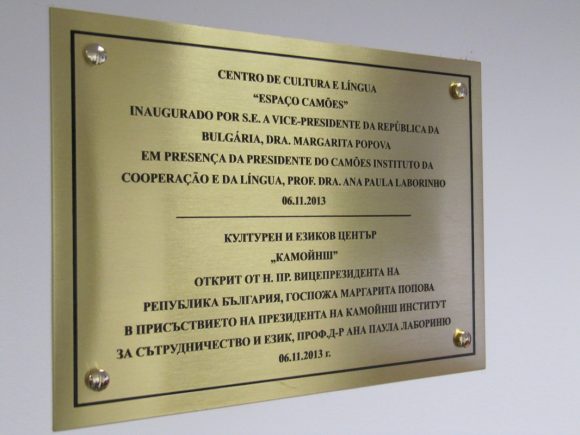 CENTRO DE CULTURA E LÍNGUA
“ESPAÇO CAMÕES”
INAUGURADO POR S.E. A VICE-PRESIDENTE DA REPÚBLICA DA
BULGÁRIA, DRA. MARGARITA POPOVA
EM PRESENÇA DA PRESIDENTE DO CAMÕES INSTITUTO DA
COOPERAÇÃO E DA LÍNGUA, PROF. DRA. ANA PAULA LABORINHO
06.11.2013
КУЛТУРЕН И ЕЗИКОВ ЦЕНТЪР
„КАМОЙНШ”
ОТКРИТ ОТ Н. ПР. ВИЦЕПРЕЗИДЕНТА НА
РЕПУБЛИКА БЪЛГАРИЯ, ГОСПОЖА МАРГАРИТА ПОПОВА
В ПРИСЪСТВИЕТО НА ПРЕЗИДЕНТА НА КАМОЙНШ ИНСТИТУТ
ЗА СЪТРУДНИЧЕСТВО И ЕЗИК, ПРОФ.Д-Р АНА ПАУЛА ЛАБОРИНЮ
06.11.2013 г.